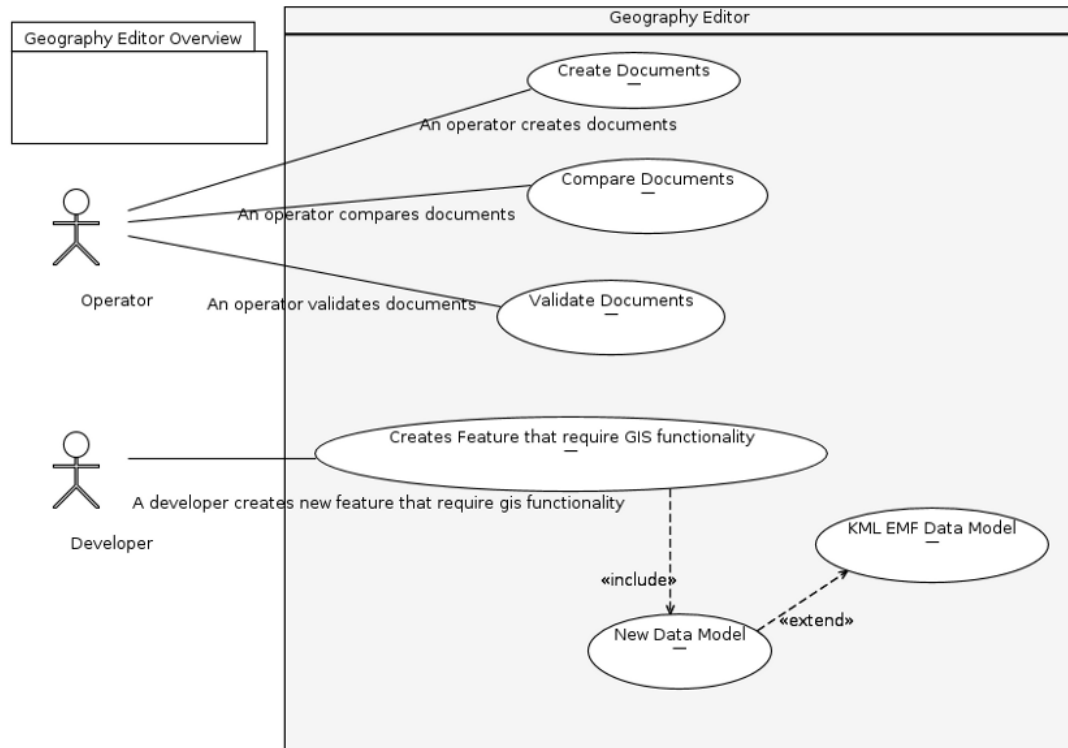 Geography Editor
Geography Editor Overview
Create Documents
An operator creates documents
Compare Documents
An operator compares documents
Operator
An operator validates documents
Validate Documents
Creates Feature that require GIS functionality
A developer creates new feature that require gis functionality
Developer
KML EMF Data Model
«include»
«extend»
New Data Model